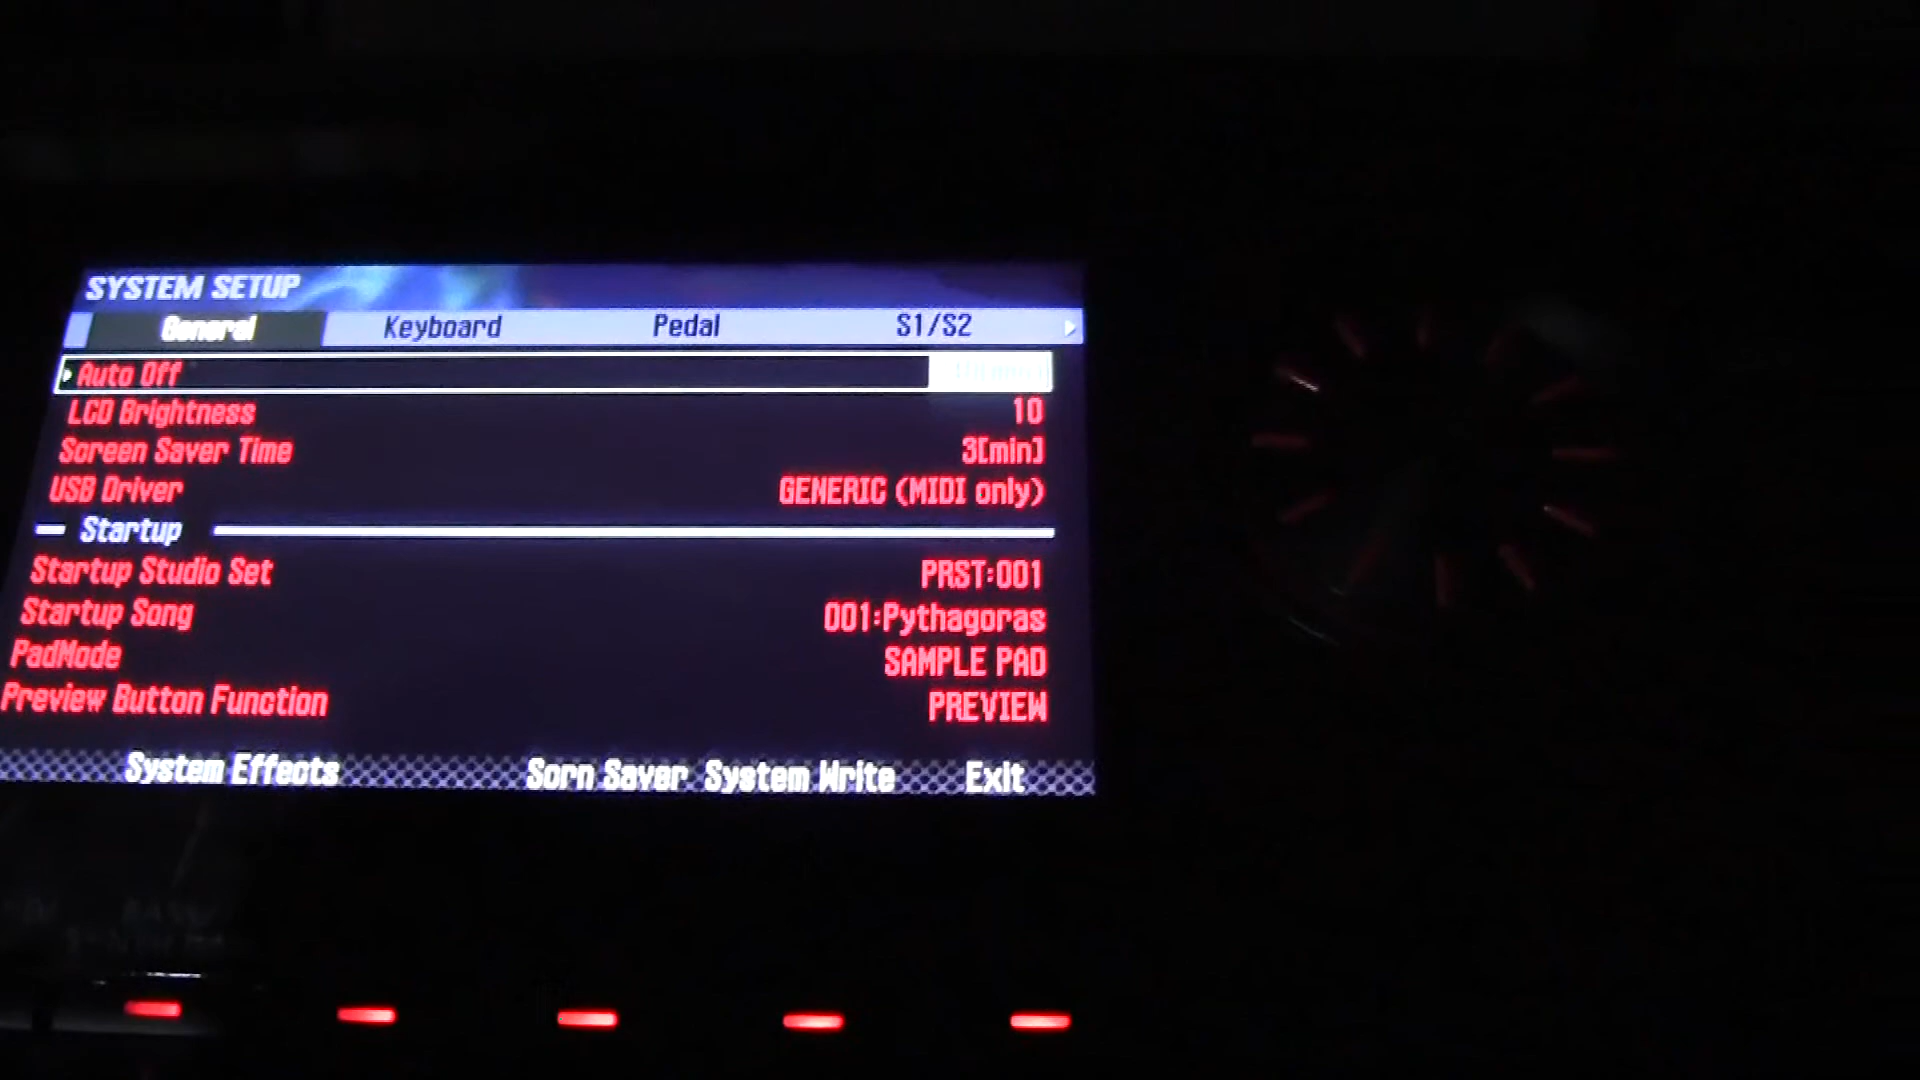 SYSTEM SETUP
General Keyboard Pedal S1/S2
Auto Off
LCD Brightness 10
Screen Saver Time 3[min]
USB Driver GENERIC (MIDI only)
Startup
Startup Studio Set PRST:001
Startup Song 001:Pythagoras
PadMode SAMPLE PAD
Preview Button Function PREVIEW
System Effects Scrn Saver System Write Exit